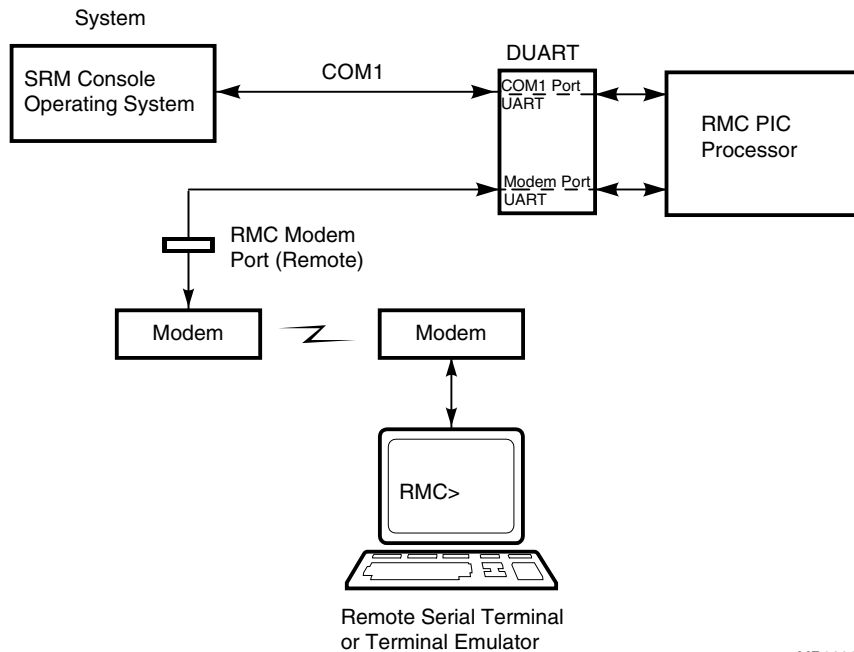 System
SRM Console
Operating System
COM1
DUART
COM1 Port
UART
Modem Port
UART
RMC PIC
Processor
RMC Modem
Port (Remote)
Modem
Modem
RMC>
Remote Serial Terminal
or Terminal Emulator